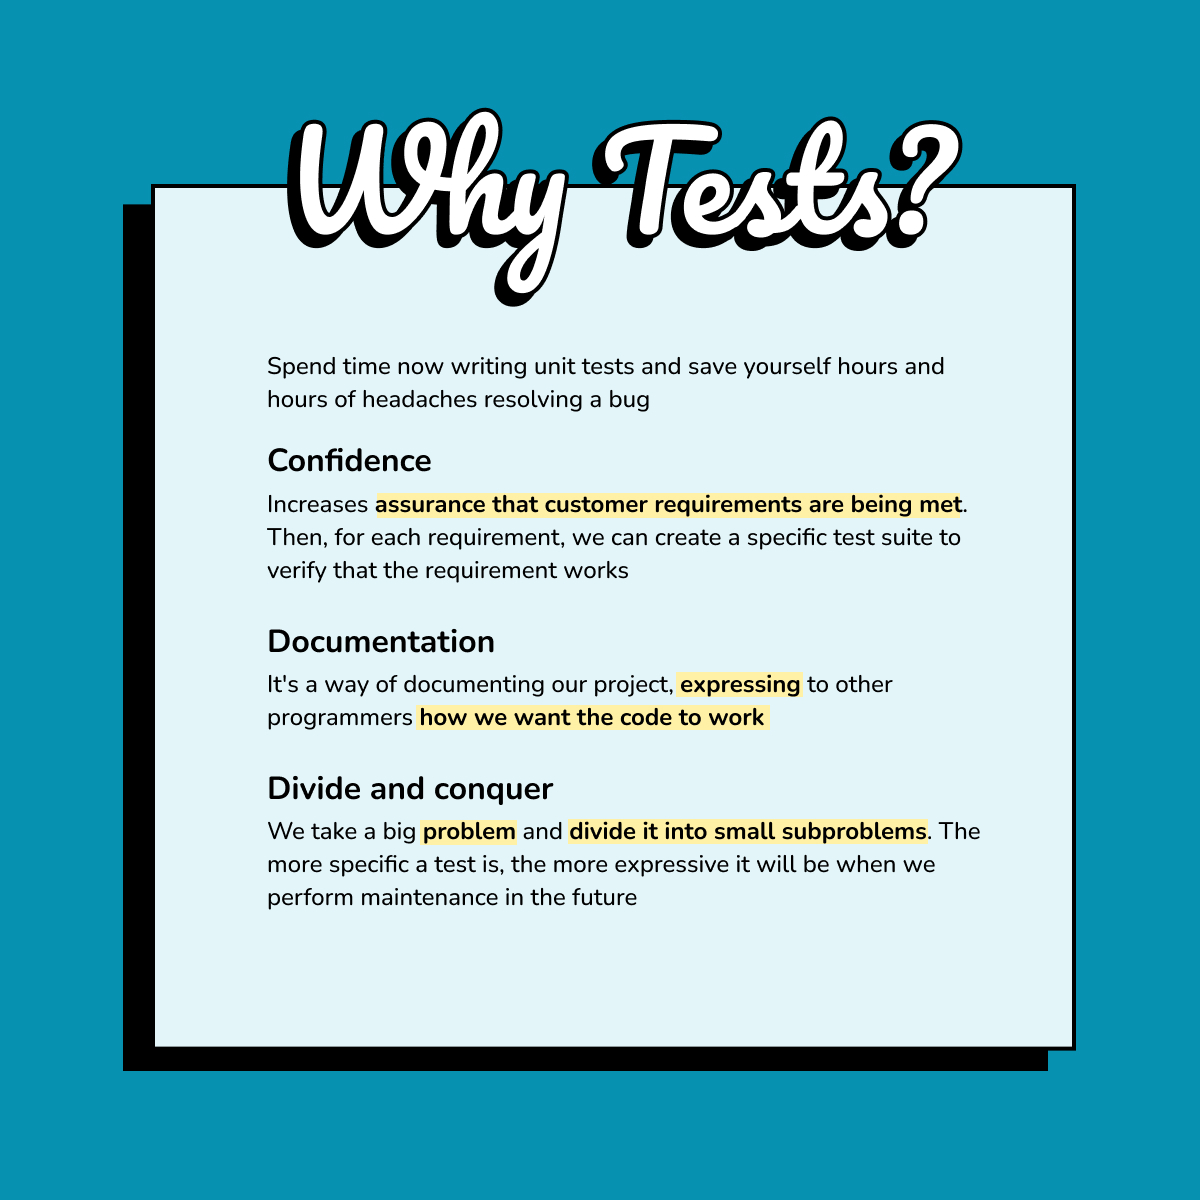 Why Tests?
Spend time now writing unit tests and save yourself hours and
hours of headaches resolving a bug
Confidence
Increases assurance that customer requirements are being met.
Then, for each requirement, we can create a specific test suite to
verify that the requirement works
Documentation
It's a way of documenting our project, expressing to other
programmers how we want the code to work
Divide and conquer
We take a big problem and divide it into small subproblems. The
more specific a test is, the more expressive it will be when we
perform maintenance in the future